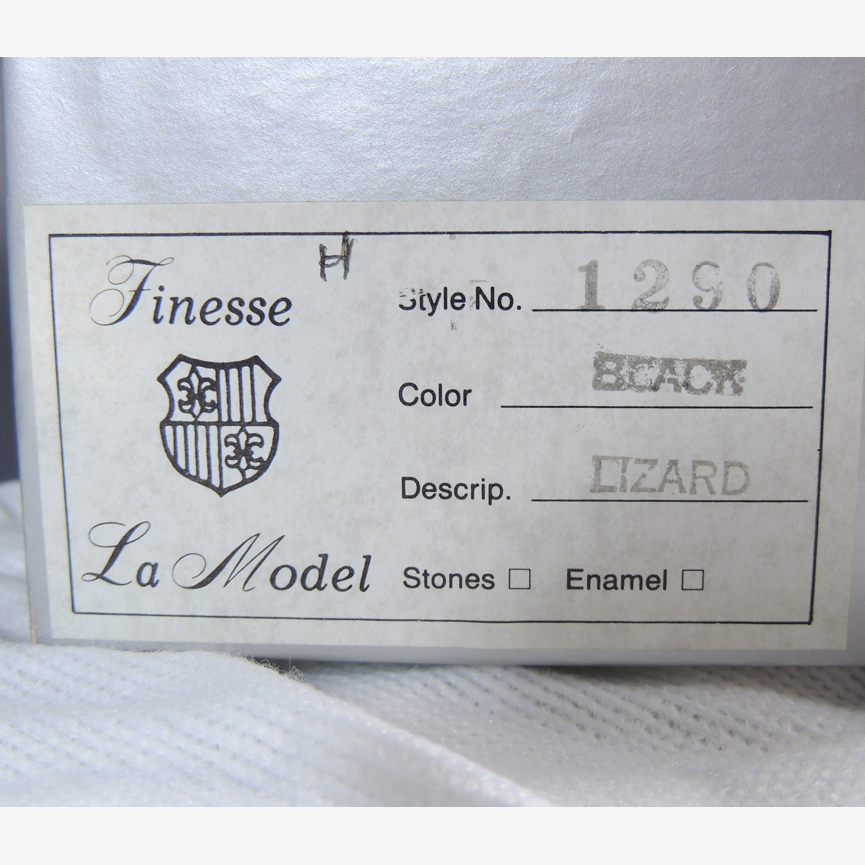 Finesse
H
La Model
Style No. 1290
Color BLACK
Descrip. LIZARD
Stones □ Enamel □